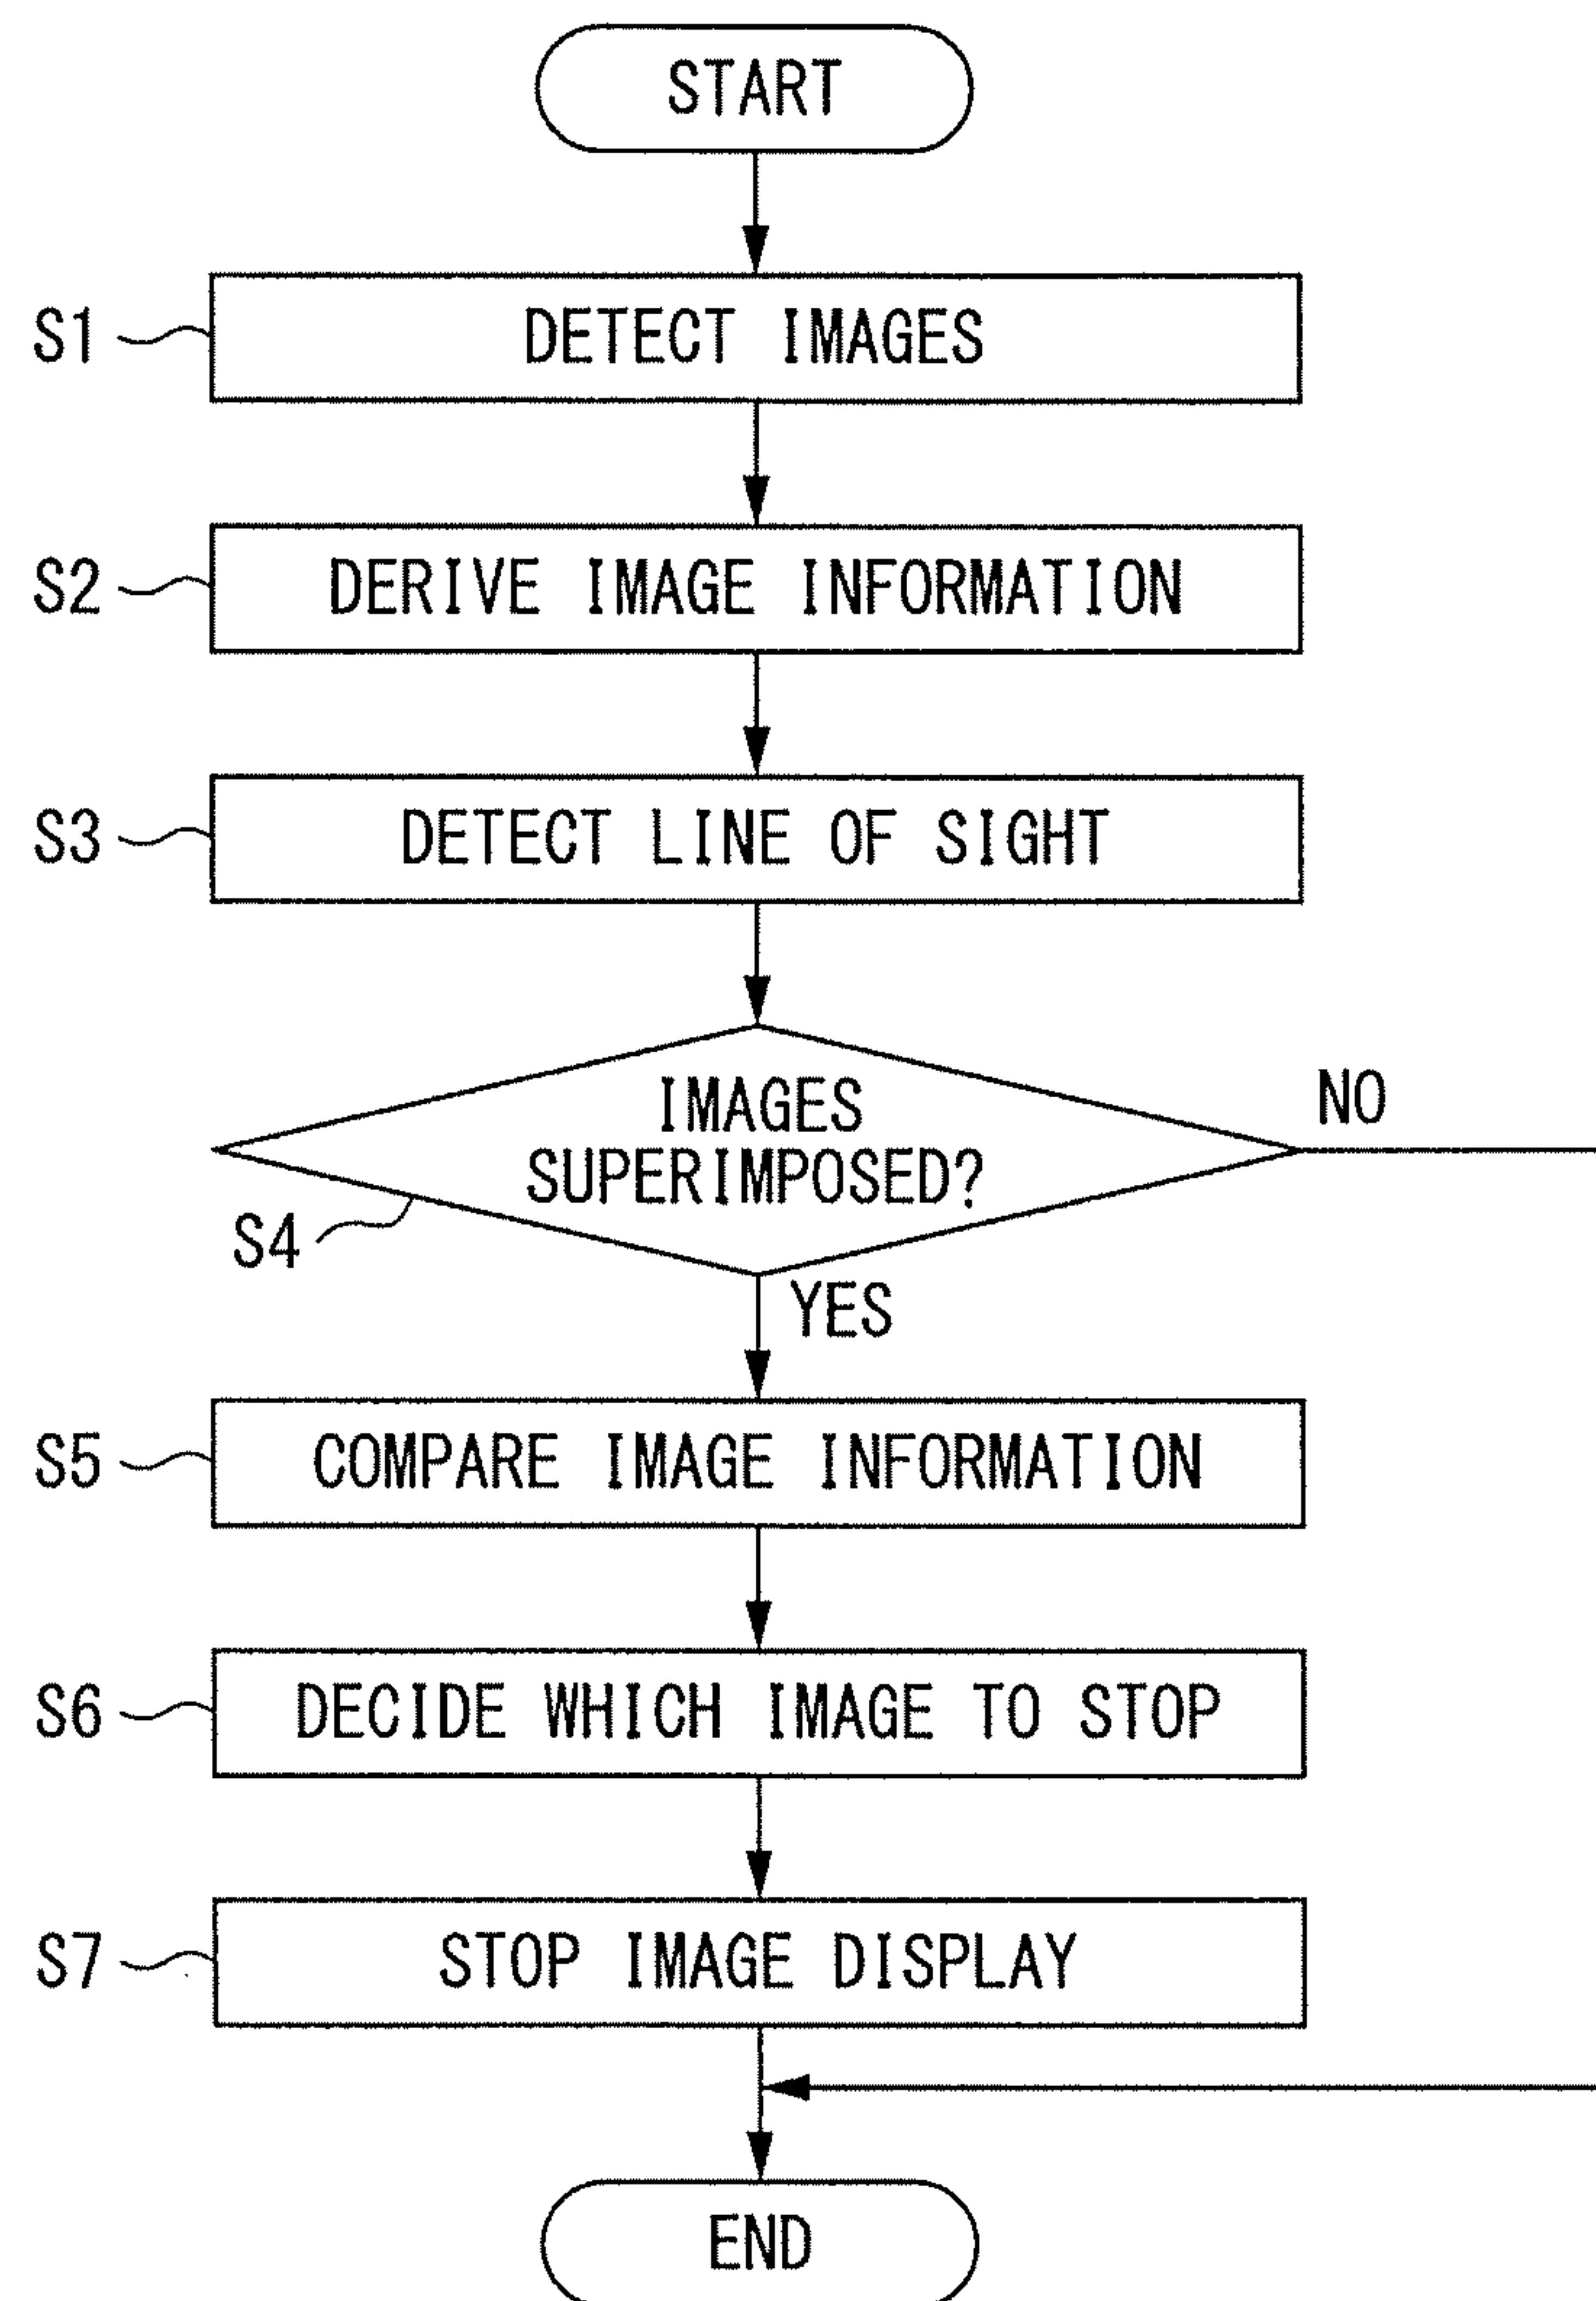 START
S1 DETECT IMAGES
S2 DERIVE IMAGE INFORMATION
S3 DETECT LINE OF SIGHT
IMAGES
SUPERIMPOSED?
NO
S4
YES
S5 COMPARE IMAGE INFORMATION
S6 DECIDE WHICH IMAGE TO STOP
S7 STOP IMAGE DISPLAY
END